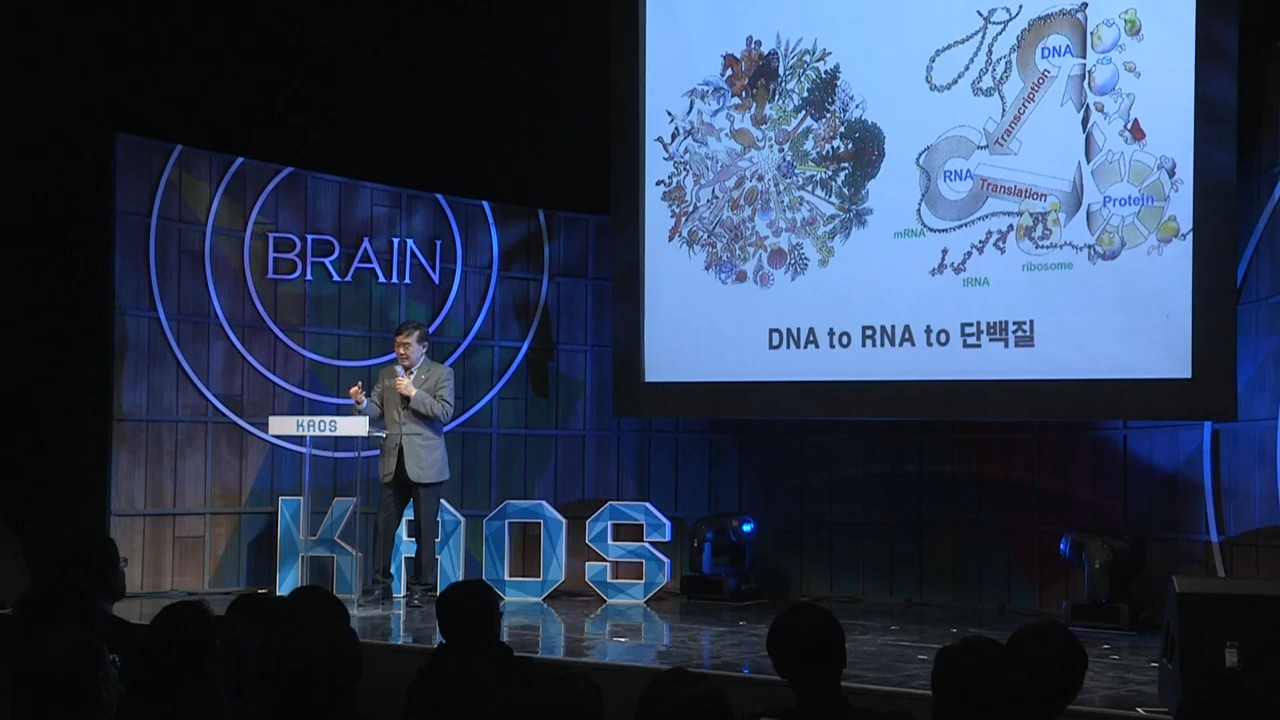 BRAIN
KAOS
KAOS
DNA
Transcription
RNA
Translation
Protein
mRNA
ribosome
tRNA
DNA to RNA to 단백질